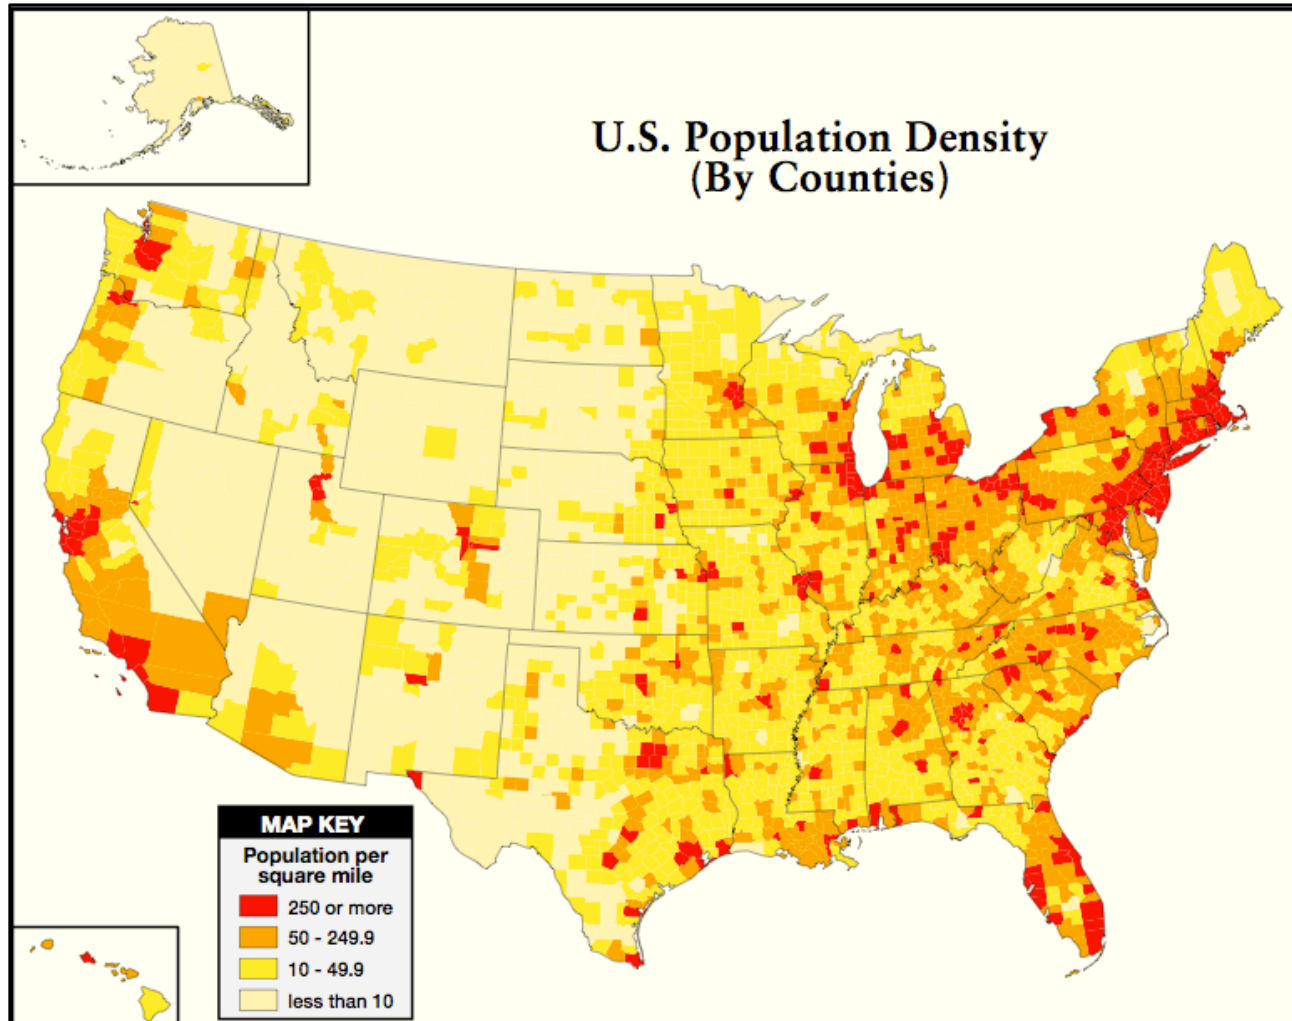 U.S. Population Density
(By Counties)
MAP KEY
Population per
square mile
250 or more
50 - 249.9
10 - 49.9
less than 10